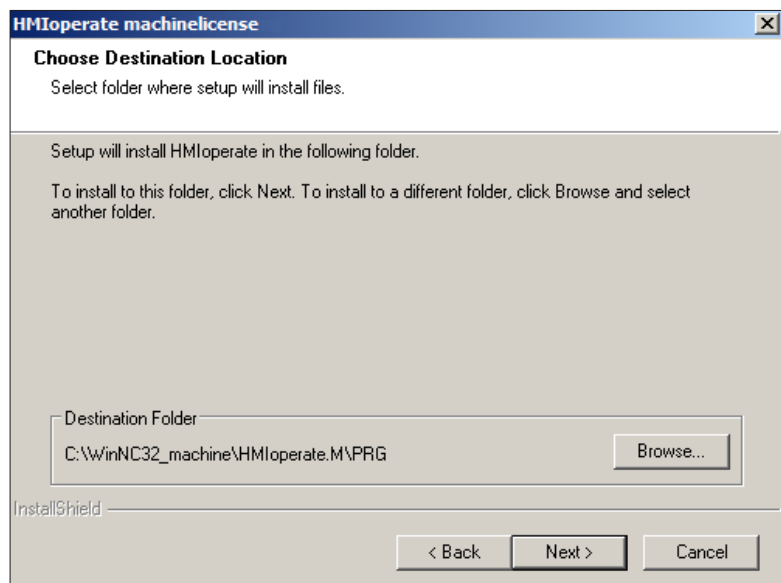 HMIoperate machinelicense
Choose Destination Location
Select folder where setup will install files.
Setup will install HMIoperate in the following folder.
To install to this folder, click Next. To install to a different folder, click Browse and select
another folder.
Destination Folder
C:\WinNC32_machine\HMIoperate.M\PRG
Browse...
InstallShield
< Back
Next >
Cancel